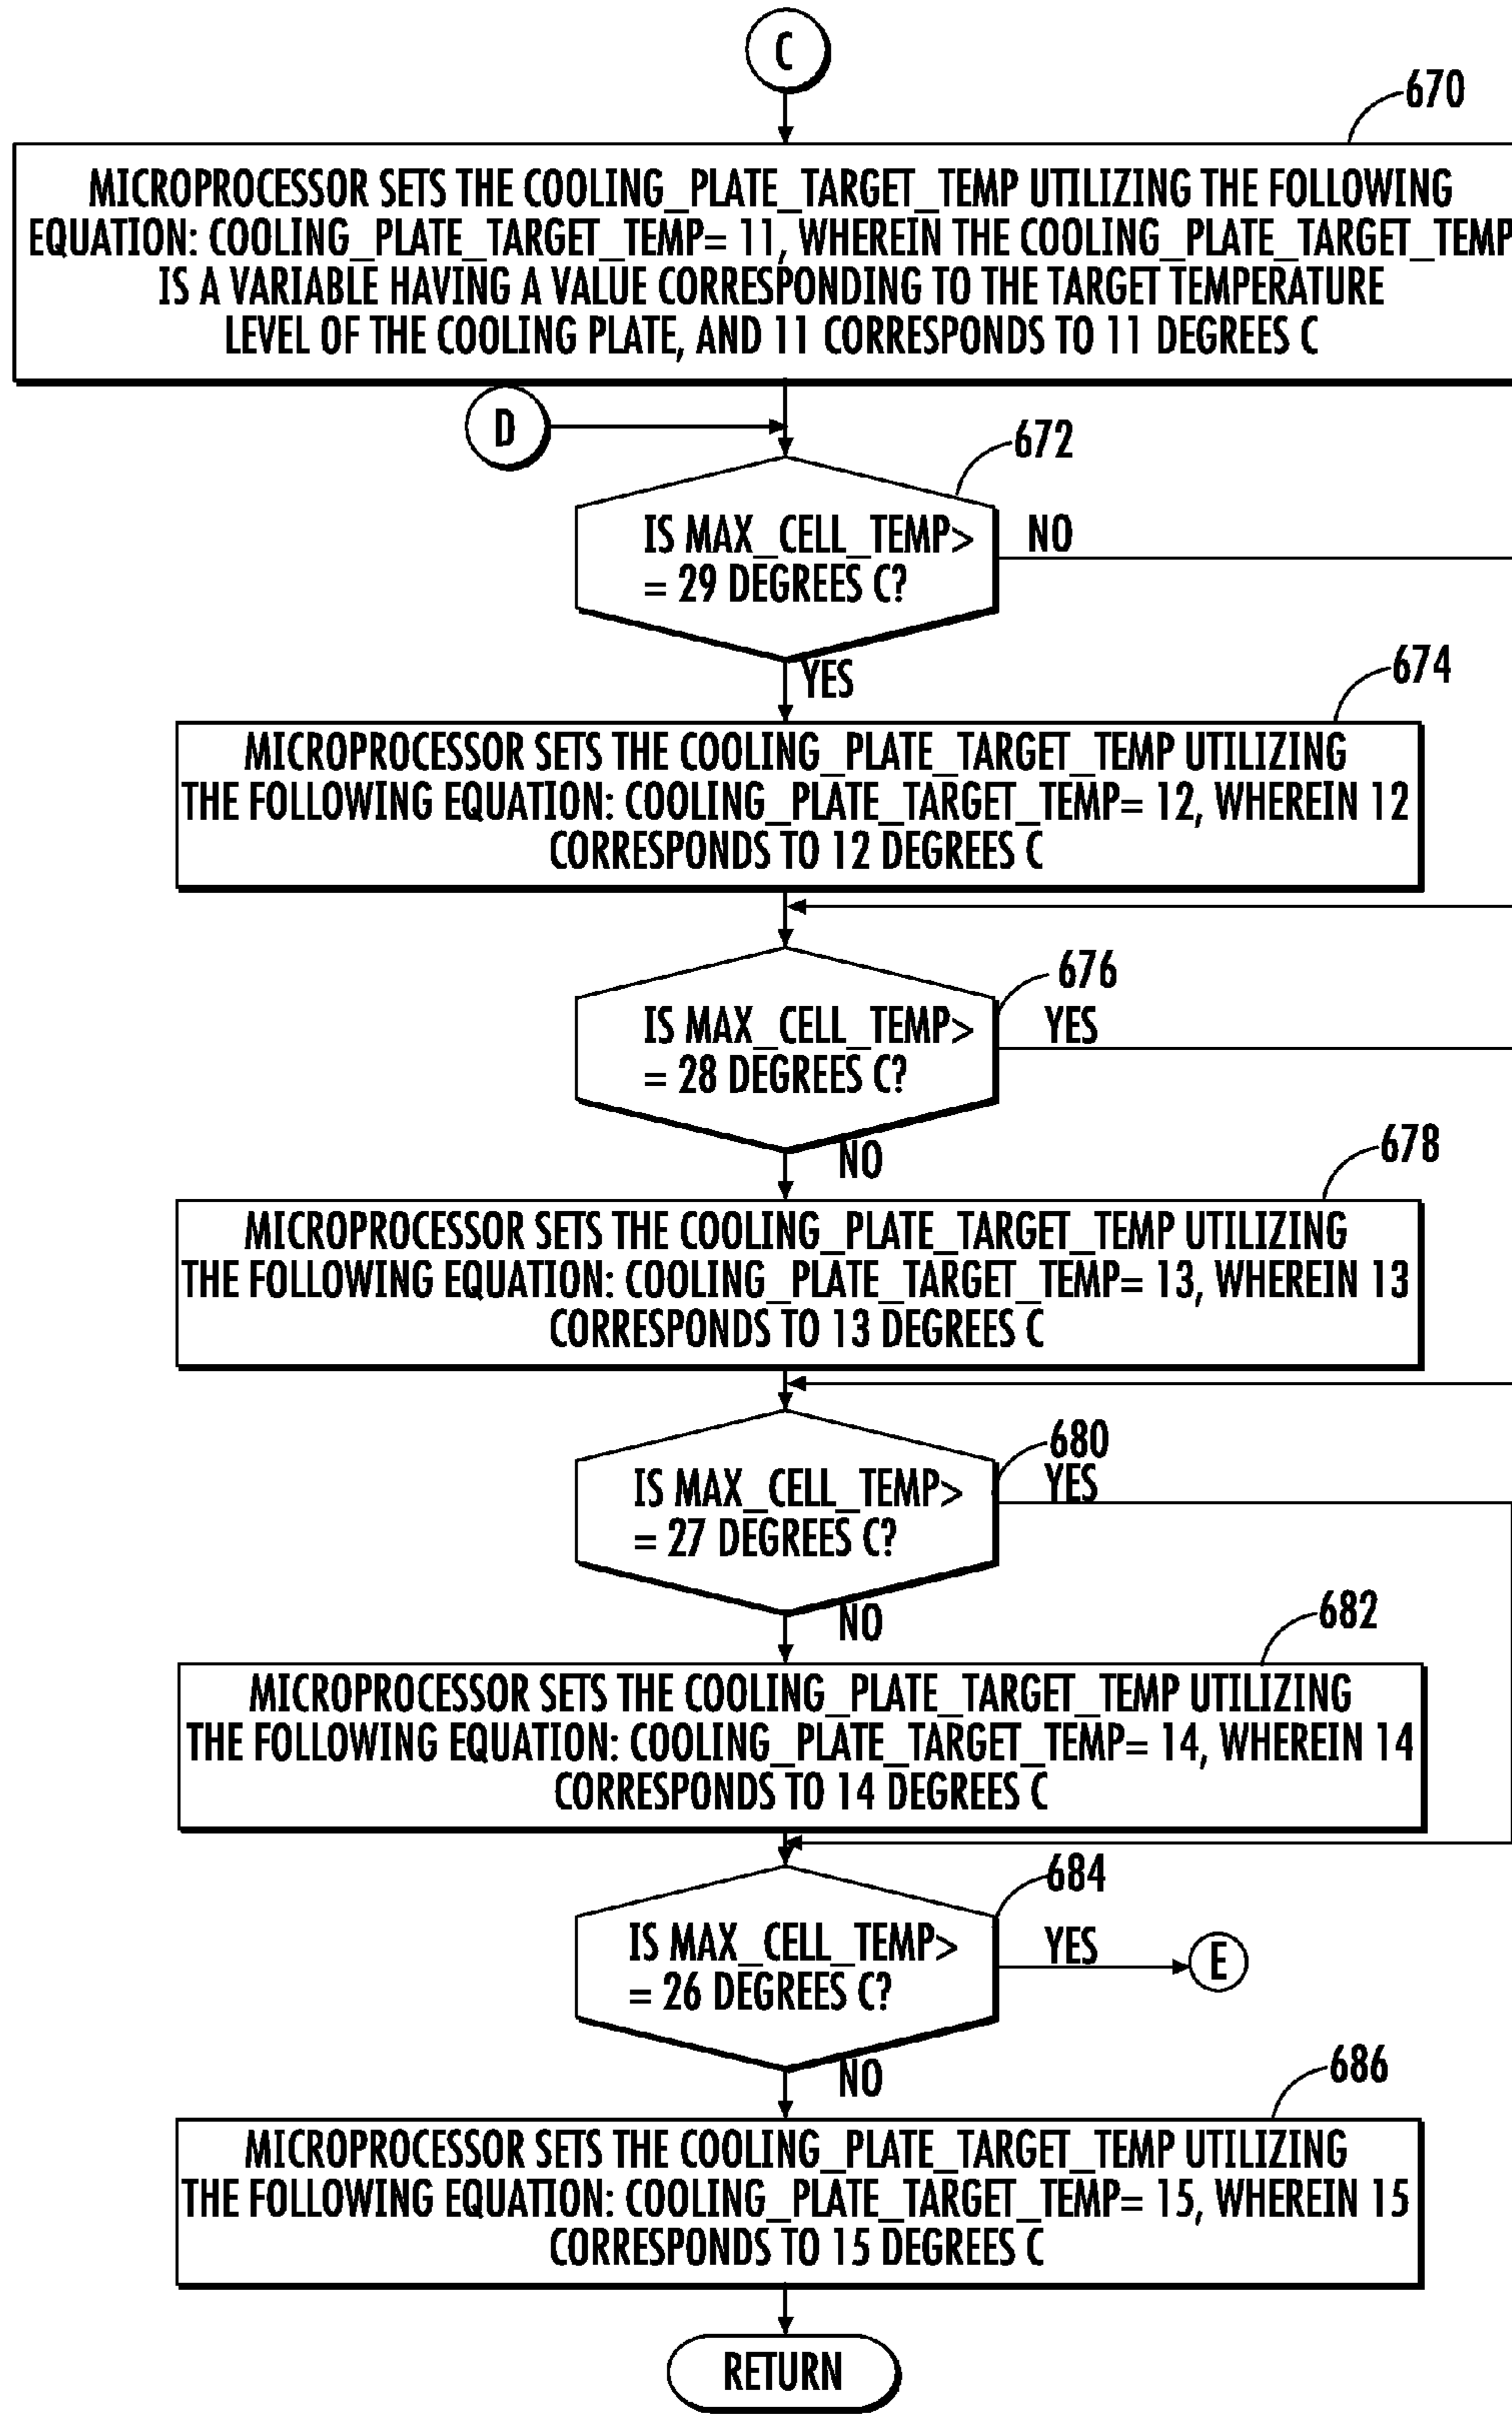 C
670
MICROPROCESSOR SETS THE COOLING_PLATE_TARGET_TEMP UTILIZING THE FOLLOWING
EQUATION: COOLING_PLATE_TARGET_TEMP= 11, WHEREIN THE COOLING_PLATE_TARGET_TEMP
IS A VARIABLE HAVING A VALUE CORRESPONDING TO THE TARGET TEMPERATURE
LEVEL OF THE COOLING PLATE, AND 11 CORRESPONDS TO 11 DEGREES C
D
672
IS MAX_CELL_TEMP>
= 29 DEGREES C?
NO
YES
674
MICROPROCESSOR SETS THE COOLING_PLATE_TARGET_TEMP UTILIZING
THE FOLLOWING EQUATION: COOLING_PLATE_TARGET_TEMP= 12, WHEREIN 12
CORRESPONDS TO 12 DEGREES C
676
IS MAX_CELL_TEMP>
= 28 DEGREES C?
YES
NO
678
MICROPROCESSOR SETS THE COOLING_PLATE_TARGET_TEMP UTILIZING
THE FOLLOWING EQUATION: COOLING_PLATE_TARGET_TEMP= 13, WHEREIN 13
CORRESPONDS TO 13 DEGREES C
680
IS MAX_CELL_TEMP>
= 27 DEGREES C?
YES
NO
682
MICROPROCESSOR SETS THE COOLING_PLATE_TARGET_TEMP UTILIZING
THE FOLLOWING EQUATION: COOLING_PLATE_TARGET_TEMP= 14, WHEREIN 14
CORRESPONDS TO 14 DEGREES C
684
IS MAX_CELL_TEMP>
= 26 DEGREES C?
YES
E
NO
686
MICROPROCESSOR SETS THE COOLING_PLATE_TARGET_TEMP UTILIZING
THE FOLLOWING EQUATION: COOLING_PLATE_TARGET_TEMP= 15, WHEREIN 15
CORRESPONDS TO 15 DEGREES C
RETURN